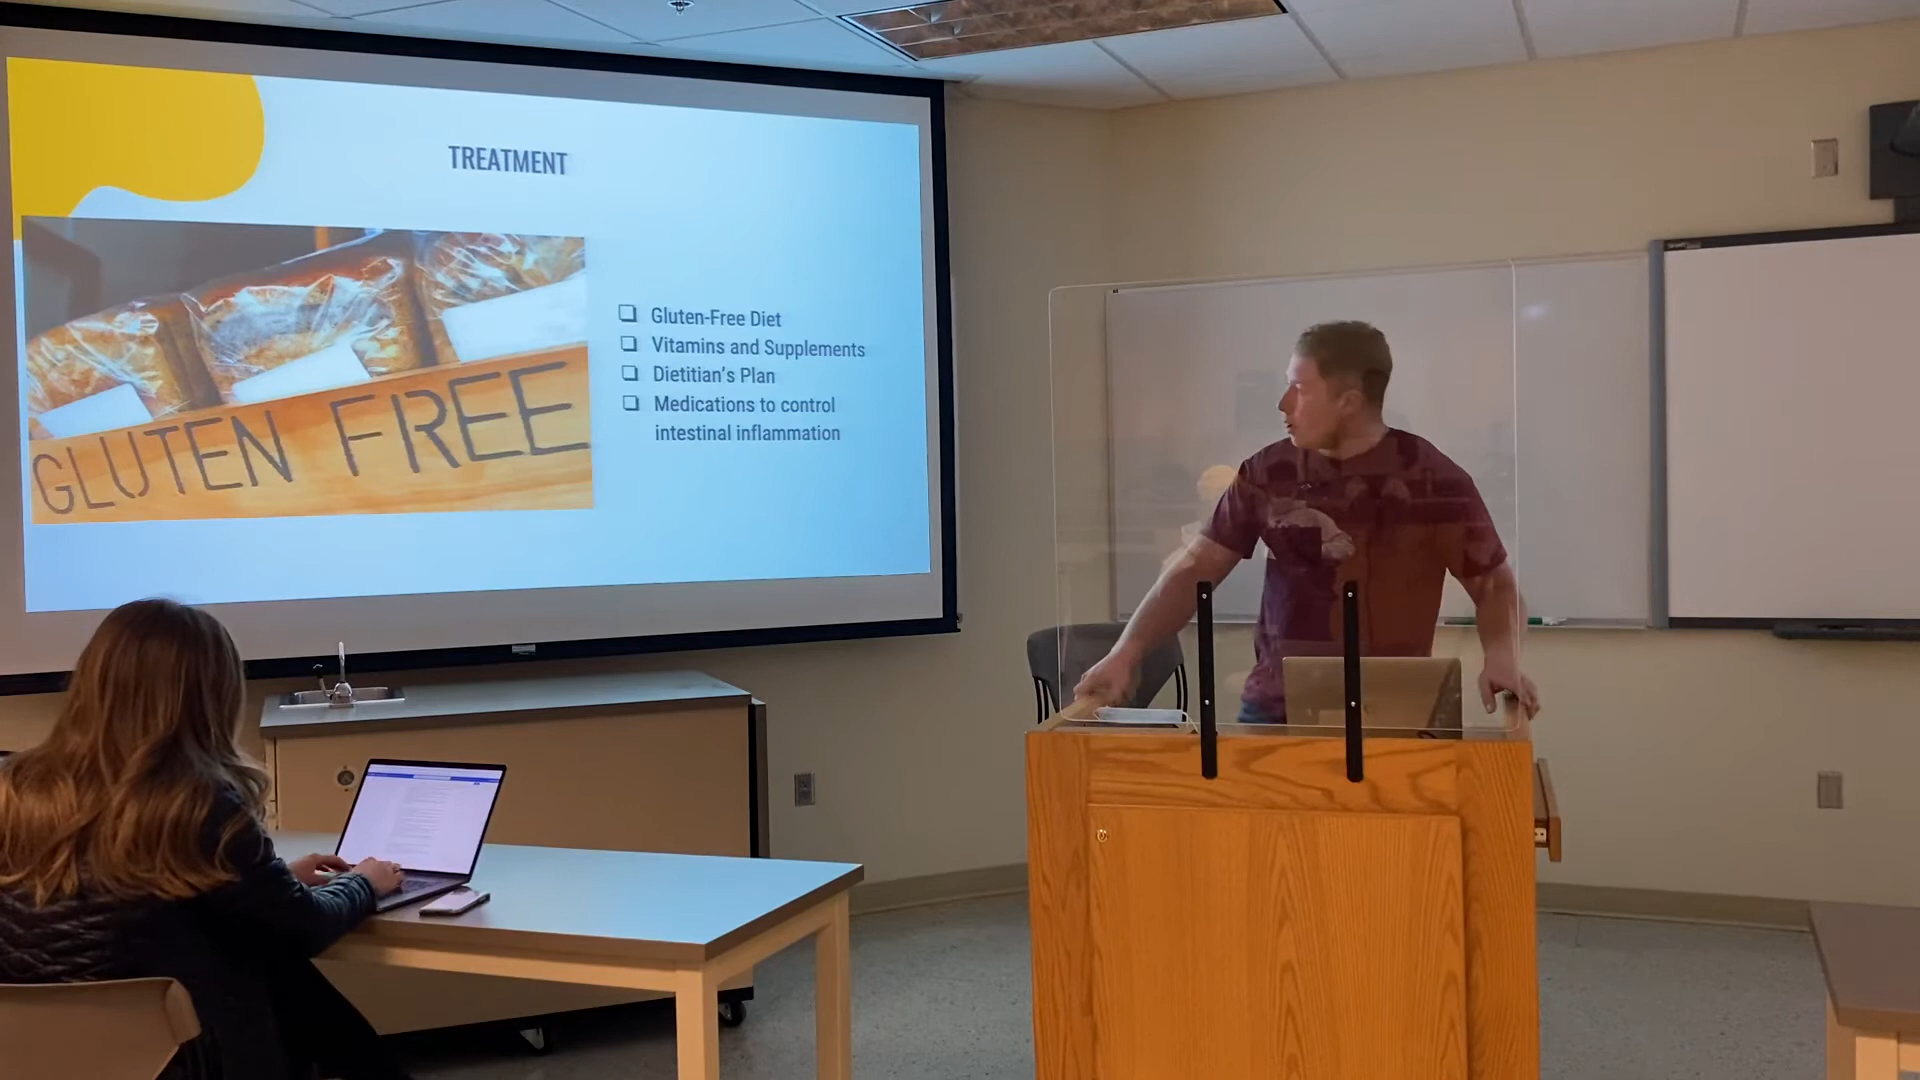 TREATMENT
GLUTEN FREE
Gluten-Free Diet
Vitamins and Supplements
Dietitian's Plan
Medications to control
intestinal inflammation